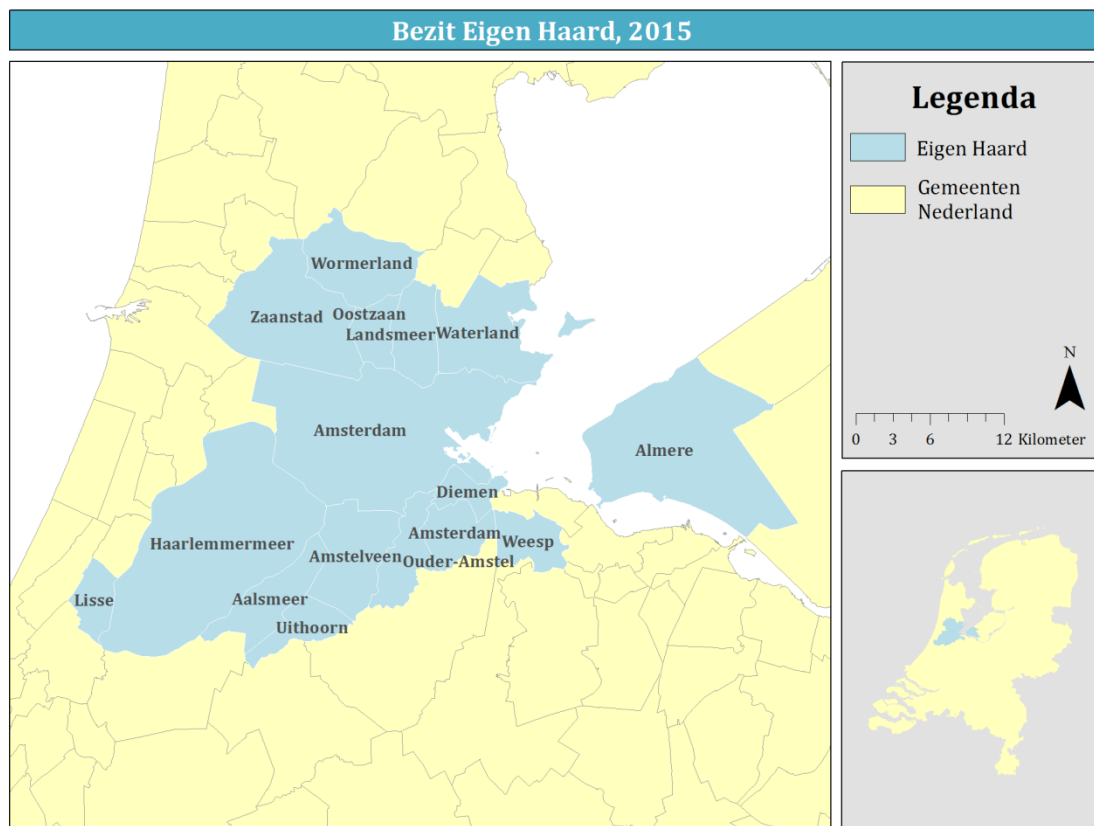 Bezit Eigen Haard, 2015
Wormerland
Zaanstad
Oostzaan
Landsmeer
Waterland
Amsterdam
Almere
Diemen
Haarlemmermeer
Amstelveen
Amsterdam
Weesp
Ouder-Amstel
Lisse
Aalsmeer
Uithoorn
Legenda
Eigen Haard
Gemeenten
Nederland
N
0 3 6 12 Kilometer